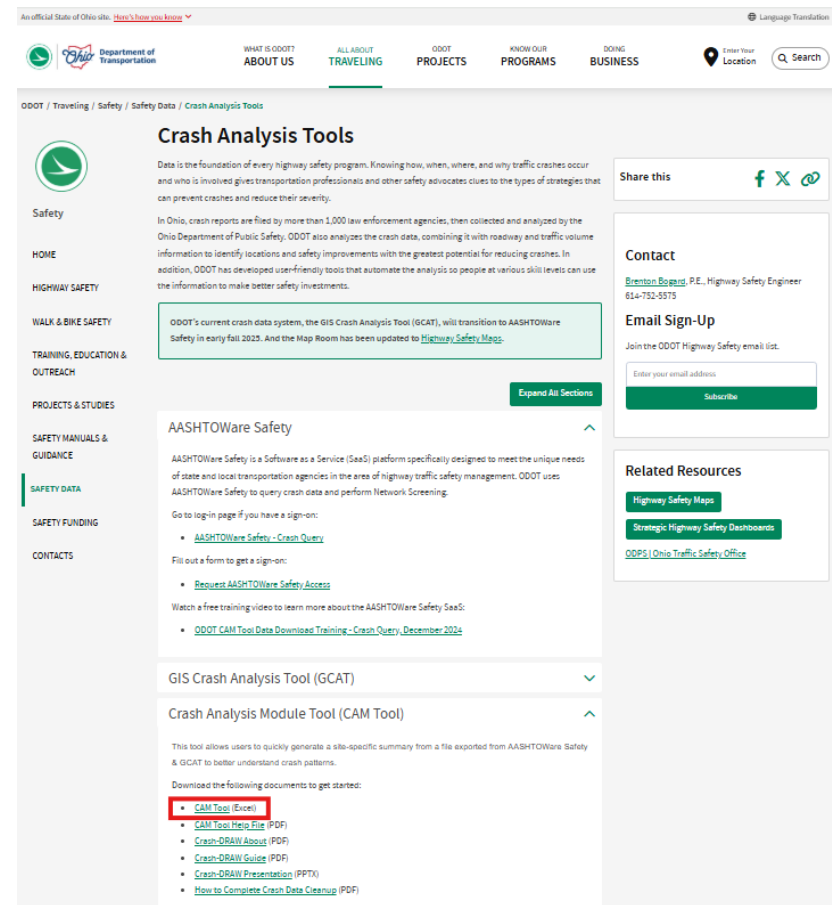 An official State of Ohio site. Here's how you know
Language Translation
Ohio Department of
Transportation
WHAT IS ODOT?
ABOUT US
ALL ABOUT
TRAVELING
ODOT
PROJECTS
KNOW OUR
PROGRAMS
DOING
BUSINESS
Enter Your
Location
Search
ODOT / Traveling / Safety / Safety Data / Crash Analysis Tools
Safety
HOME
HIGHWAY SAFETY
WALK & BIKE SAFETY
TRAINING, EDUCATION &
OUTREACH
PROJECTS & STUDIES
SAFETY MANUALS &
GUIDANCE
SAFETY DATA
SAFETY FUNDING
CONTACTS
Crash Analysis Tools
Data is the foundation of every highway safety program. Knowing how, when, where, and why traffic crashes occur
and who is involved gives transportation professionals and other safety advocates clues to the types of strategies that
can prevent crashes and reduce their severity.
In Ohio, crash reports are filed by more than 1,000 law enforcement agencies, then collected and analyzed by the
Ohio Department of Public Safety. ODOT also analyzes the crash data, combining it with roadway and traffic volume
information to identify locations and safety improvements with the greatest potential for reducing crashes. In
addition, ODOT has developed user-friendly tools that automate the analysis so people at various skill levels can use
the information to make better safety investments.
ODOT's current crash data system, the GIS Crash Analysis Tool (GCAT), will transition to AASHTOWare
Safety in early fall 2025. And the Map Room has been updated to Highway Safety Maps.
Expand All Sections
AASHTOWare Safety
AASHTOWare Safety is a Software as a Service (SaaS) platform specifically designed to meet the unique needs
of state and local transportation agencies in the area of highway traffic safety management. ODOT uses
AASHTOWare Safety to query crash data and perform Network Screening.
Go to log-in page if you have a sign-on:
• AASHTOWare Safety - Crash Query
Fill out a form to get a sign-on:
• Request AASHTOWare Safety Access
Watch a free training video to learn more about the AASHTOWare Safety SaaS:
• ODOT CAM Tool Data Download Training - Crash Query, December 2024
GIS Crash Analysis Tool (GCAT)
Crash Analysis Module Tool (CAM Tool)
This tool allows users to quickly generate a site-specific summary from a file exported from AASHTOWare Safety
& GCAT to better understand crash patterns.
Download the following documents to get started:
• CAM Tool (Excel)
• CAM Tool Help File (PDF)
• Crash-DRAW About (PDF)
• Crash-DRAW Guide (PDF)
• Crash-DRAW Presentation (PPTX)
• How to Complete Crash Data Cleanup (PDF)
Share this
Contact
Brenton Bogard, P.E., Highway Safety Engineer
614-752-5575
Email Sign-Up
Join the ODOT Highway Safety email list.
Enter your email address
Subscribe
Related Resources
Highway Safety Maps
Strategic Highway Safety Dashboards
ODPS | Ohio Traffic Safety Office